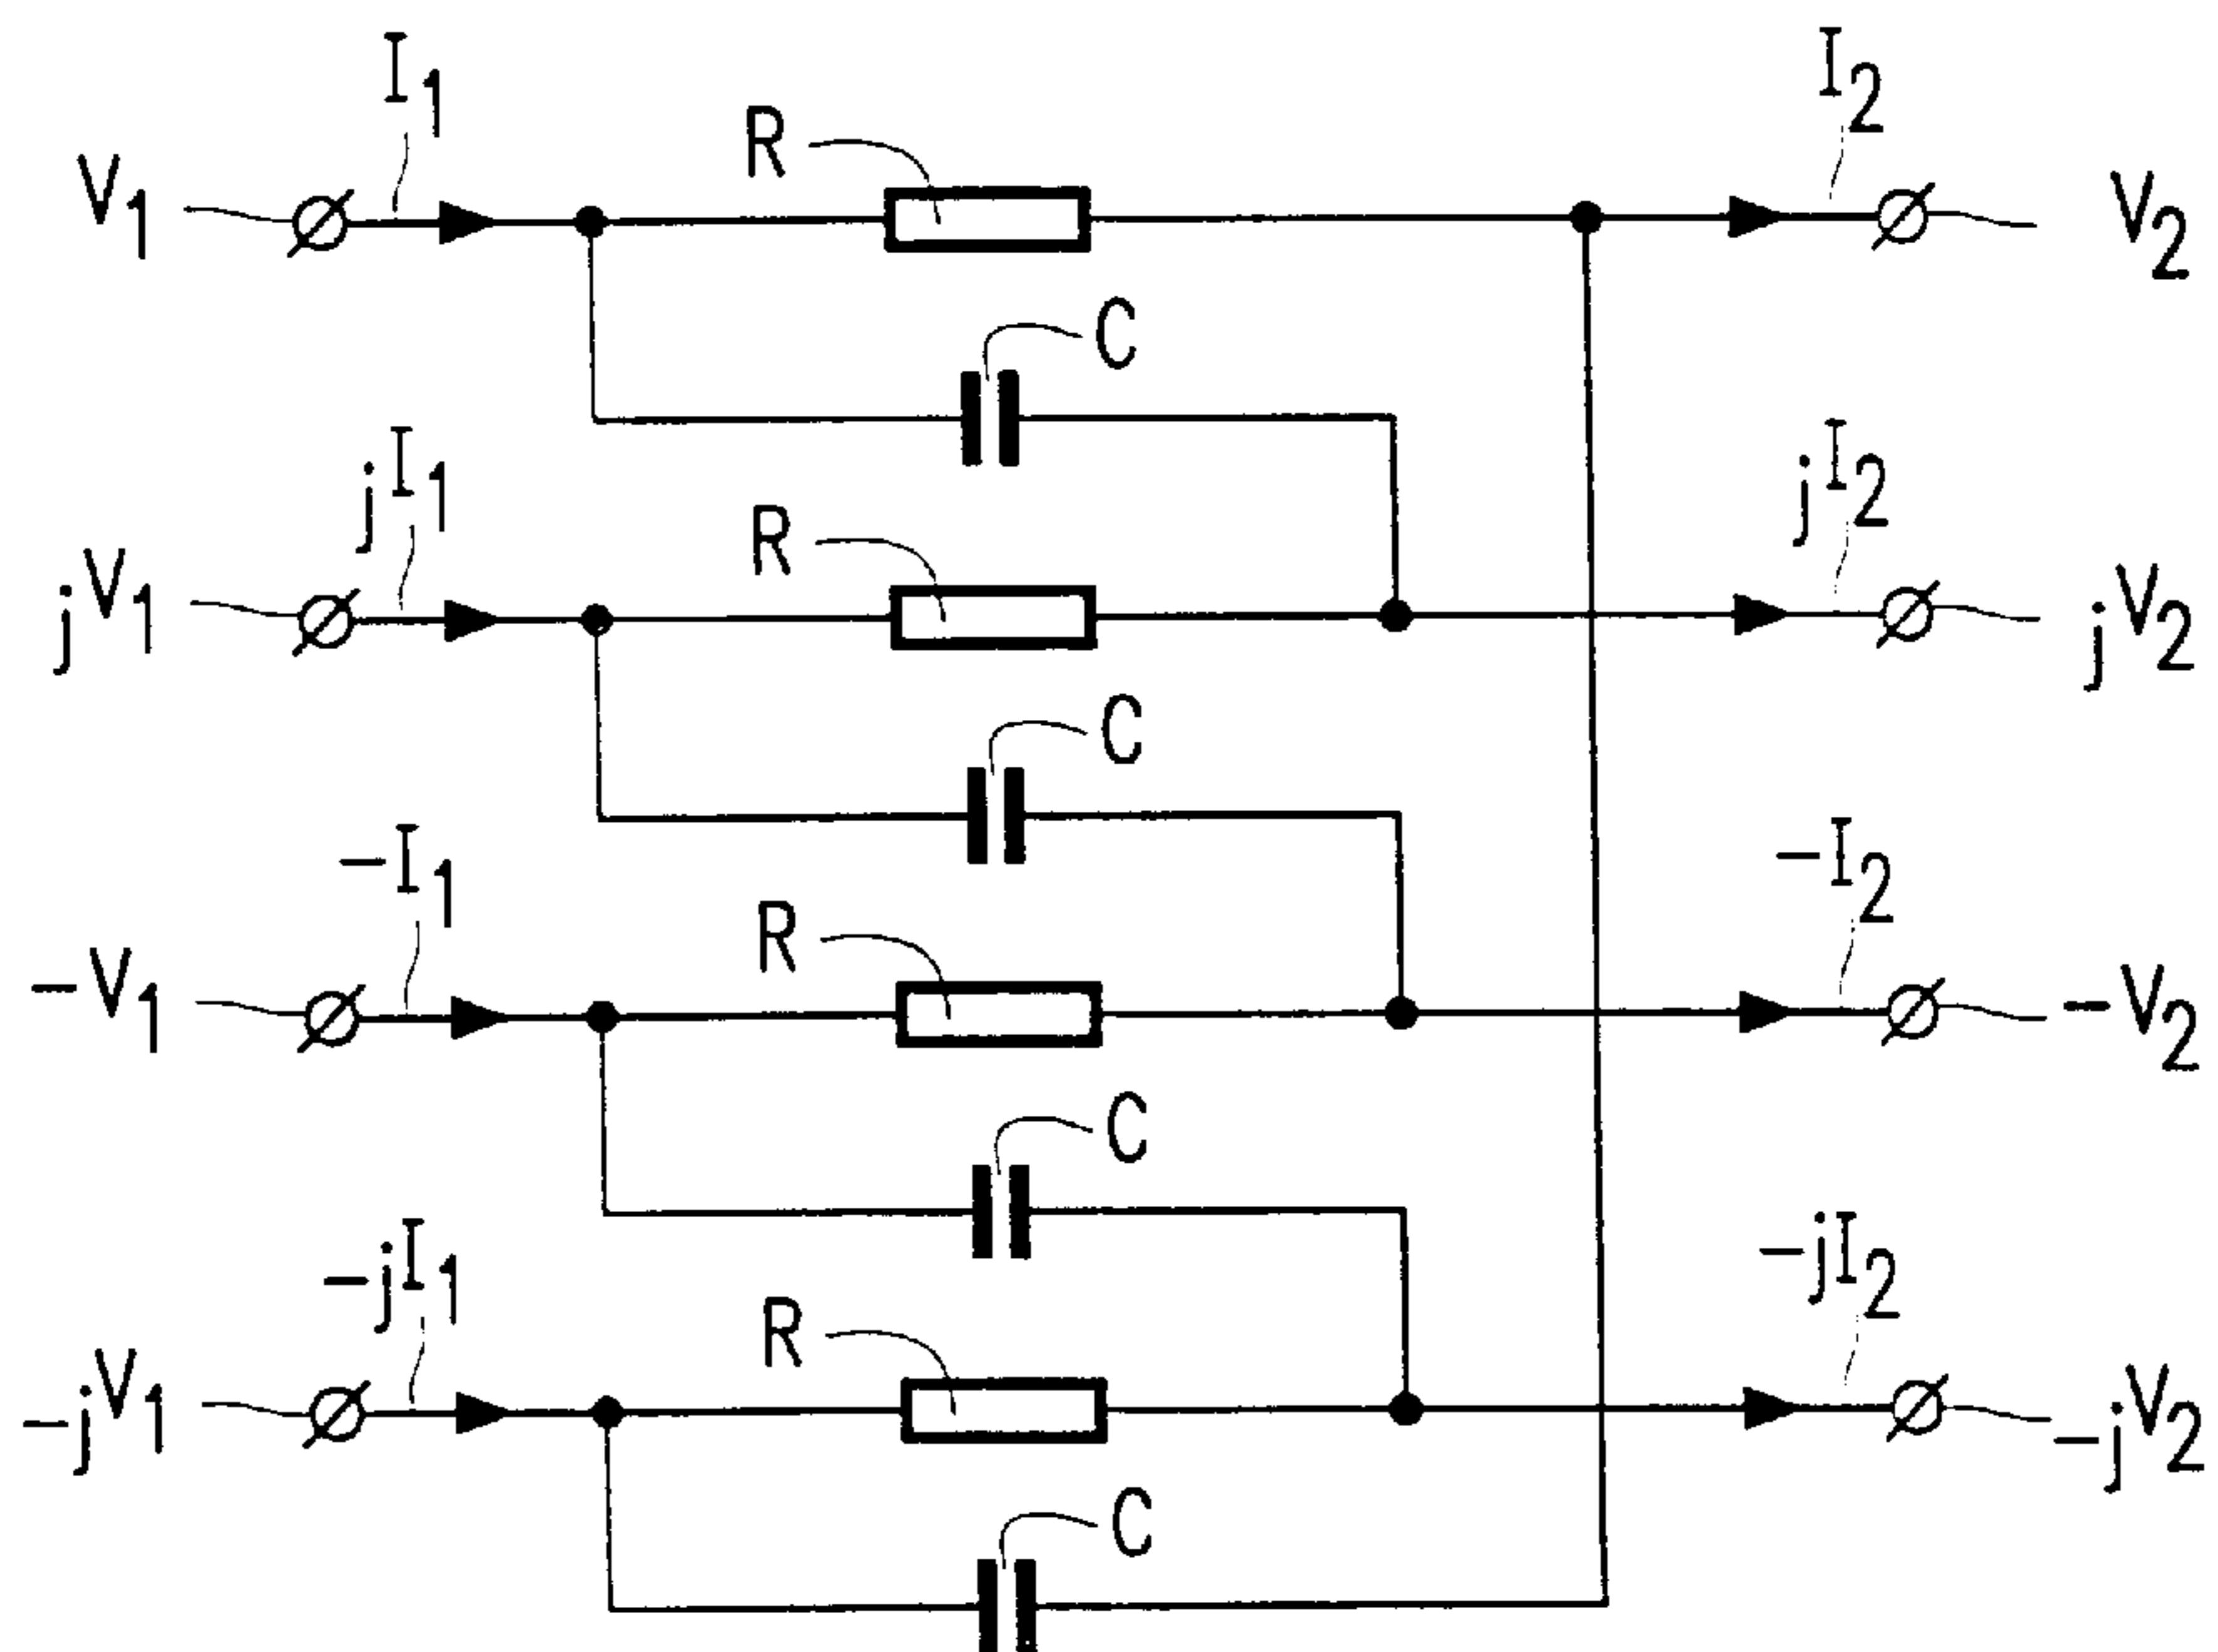 I1 I2
R
V1 V2
C
jI1 jI2
R
jV1 jV2
C
-I1 -I2
R
-V1 -V2
C
-jI1 -jI2
R
-jV1 -jV2
C